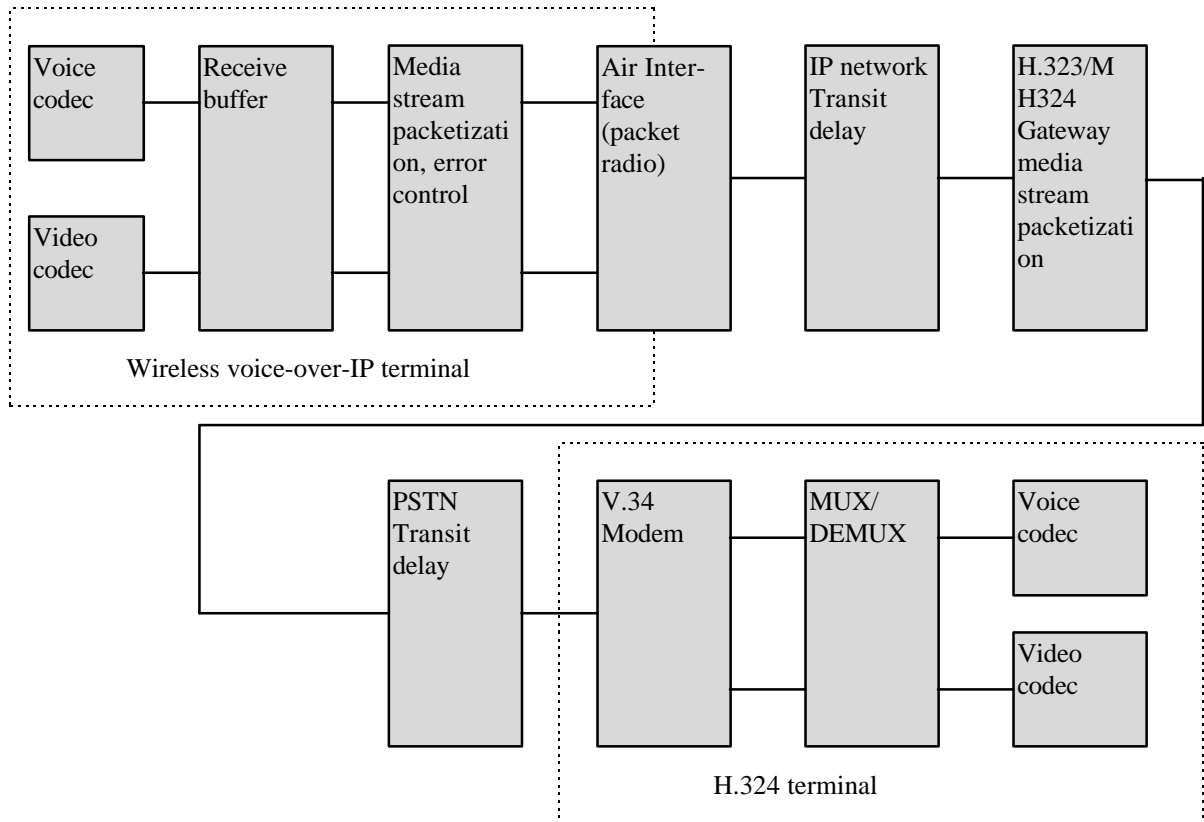 Voice
codec
Receive
buffer
Media
stream
packetizati
on, error
control
Air Inter-
face
(packet
radio)
IP network
Transit
delay
H.323/M
H324
Gateway
media
stream
packetizati
on
Video
codec
Wireless voice-over-IP terminal
PSTN
Transit
delay
V.34
Modem
MUX/
DEMUX
Voice
codec
Video
codec
H.324 terminal